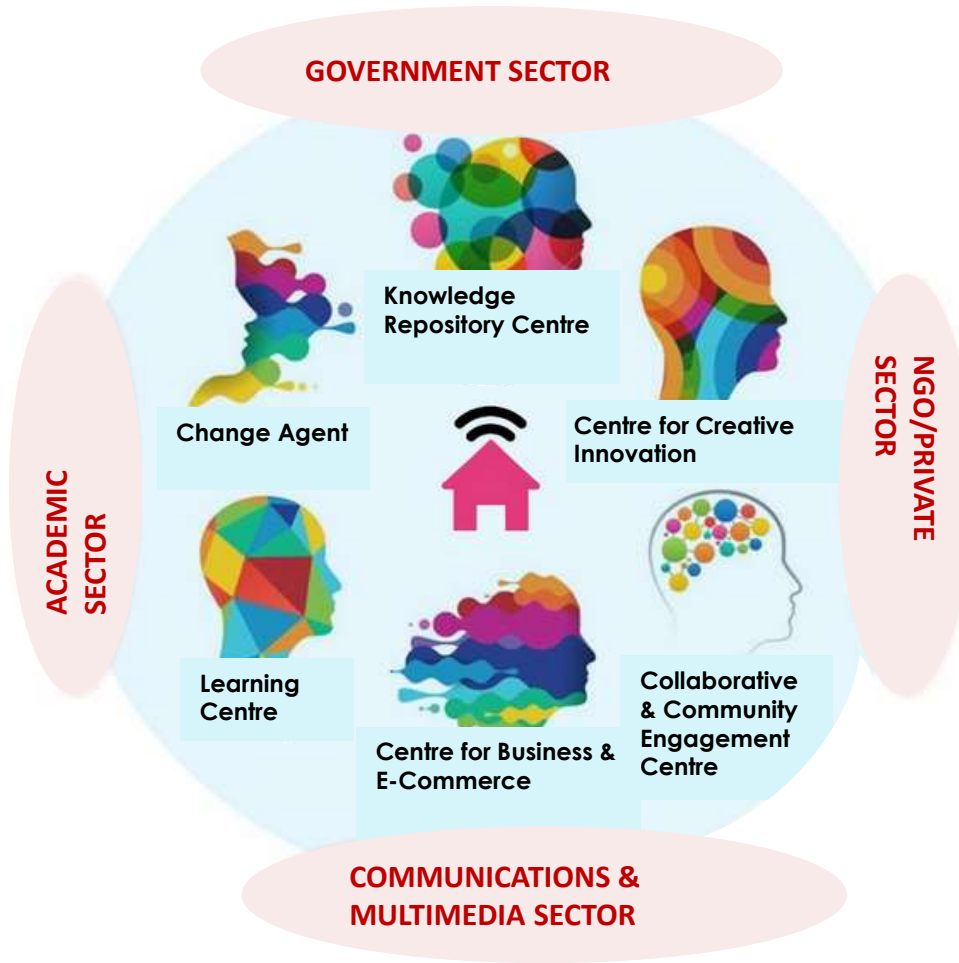 GOVERNMENT SECTOR
Knowledge
Repository Centre
Change Agent
Centre for Creative
Innovation
NGO/PRIVATE
SECTOR
ACADEMIC
SECTOR
Learning
Centre
Centre for Business &
E-Commerce
Collaborative
& Community
Engagement
Centre
COMMUNICATIONS &
MULTIMEDIA SECTOR